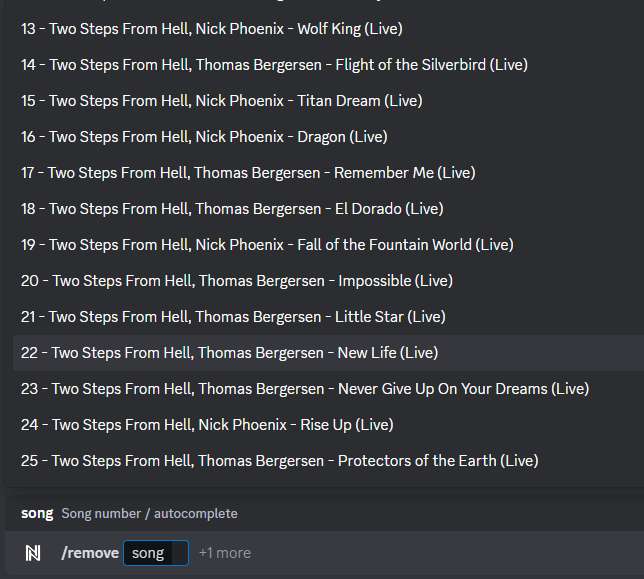 13 - Two Steps From Hell, Nick Phoenix - Wolf King (Live)
14 - Two Steps From Hell, Thomas Bergersen - Flight of the Silverbird (Live)
15 - Two Steps From Hell, Nick Phoenix - Titan Dream (Live)
16 - Two Steps From Hell, Nick Phoenix - Dragon (Live)
17 - Two Steps From Hell, Thomas Bergersen - Remember Me (Live)
18 - Two Steps From Hell, Thomas Bergersen - El Dorado (Live)
19 - Two Steps From Hell, Nick Phoenix - Fall of the Fountain World (Live)
20 - Two Steps From Hell, Thomas Bergersen - Impossible (Live)
21 - Two Steps From Hell, Thomas Bergersen - Little Star (Live)
22 - Two Steps From Hell, Thomas Bergersen - New Life (Live)
23 - Two Steps From Hell, Thomas Bergersen - Never Give Up On Your Dreams (Live)
24 - Two Steps From Hell, Nick Phoenix - Rise Up (Live)
25 - Two Steps From Hell, Thomas Bergersen - Protectors of the Earth (Live)
song Song number / autocomplete
/remove song +1 more